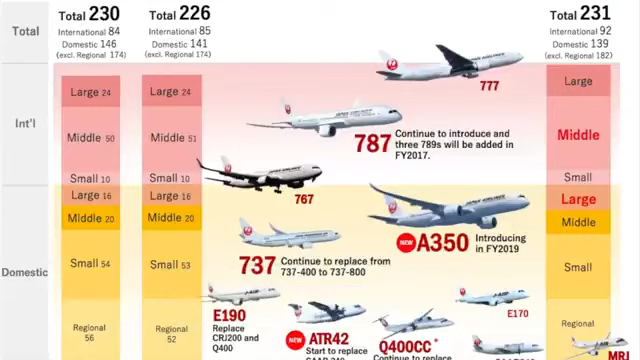 Total
Total 230
International 84
Domestic 146
(excl. Regional 174)
Total 226
International 85
Domestic 141
(excl. Regional 174)
Total 231
International 92
Domestic 139
(excl. Regional 182)
Int'l
Large 24
Middle 50
Small 10
Large 24
Middle 51
Small 10
777
787
Continue to introduce and
three 789s will be added in
FY2017.
767
Large
Middle
Small
Domestic
Large 16
Middle 20
Small 54
Regional
56
Large 16
Middle 20
Small 53
Regional
52
NEW
A350
Introducing
in FY2019
737
Continue to replace from
737-400 to 737-800
E190
Replace
CRJ200 and
Q400
NEW
ATR42
Start to replace
Q400CC *
Continue to replace
E170
Large
Middle
Small
Regional
MRJ